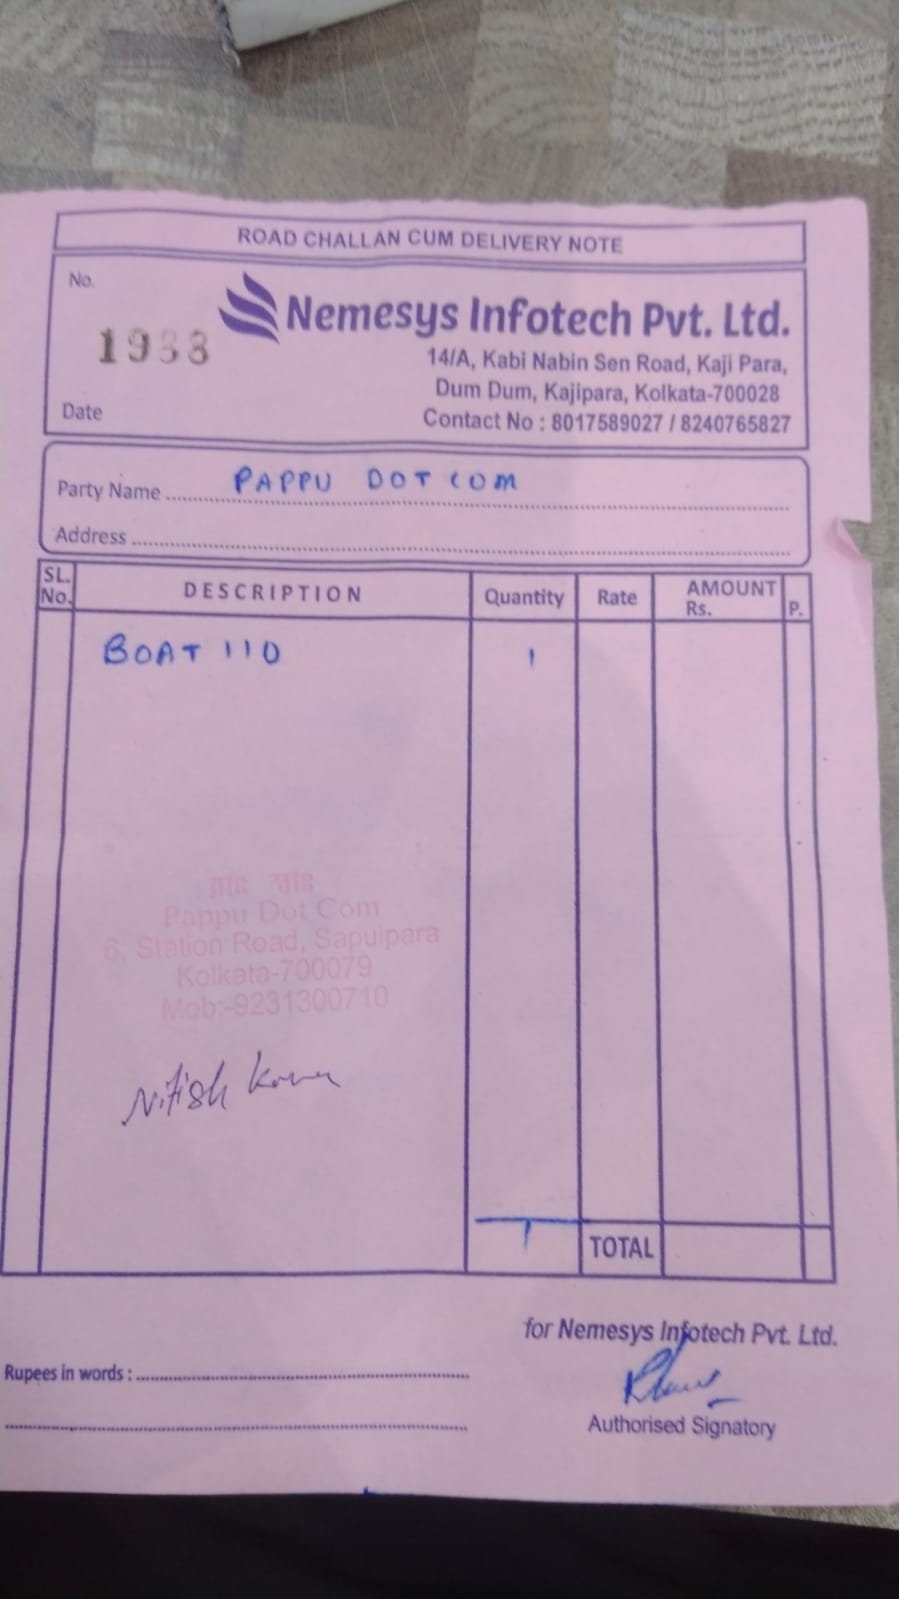 ROAD CHALLAN CUM DELIVERY NOTE
No.
Nemesys Infotech Pvt. Ltd.
14/A, Kabi Nabin Sen Road, Kaji Para,
Dum Dum, Kajipara, Kolkata-700028
Date
Contact No : 8017589027 / 8240765827
Party Name PAPPU DOT COM
Address
SL. No. DESCRIPTION Quantity Rate AMOUNT Rs. P.
BOAT 110 1
Pappu Dot Com
6, Station Road, Sapuipara
Kolkata-700079
Mob:-9231300710
Nitish
1 TOTAL
for Nemesys Infotech Pvt. Ltd.
Rupees in words :
Authorised Signatory